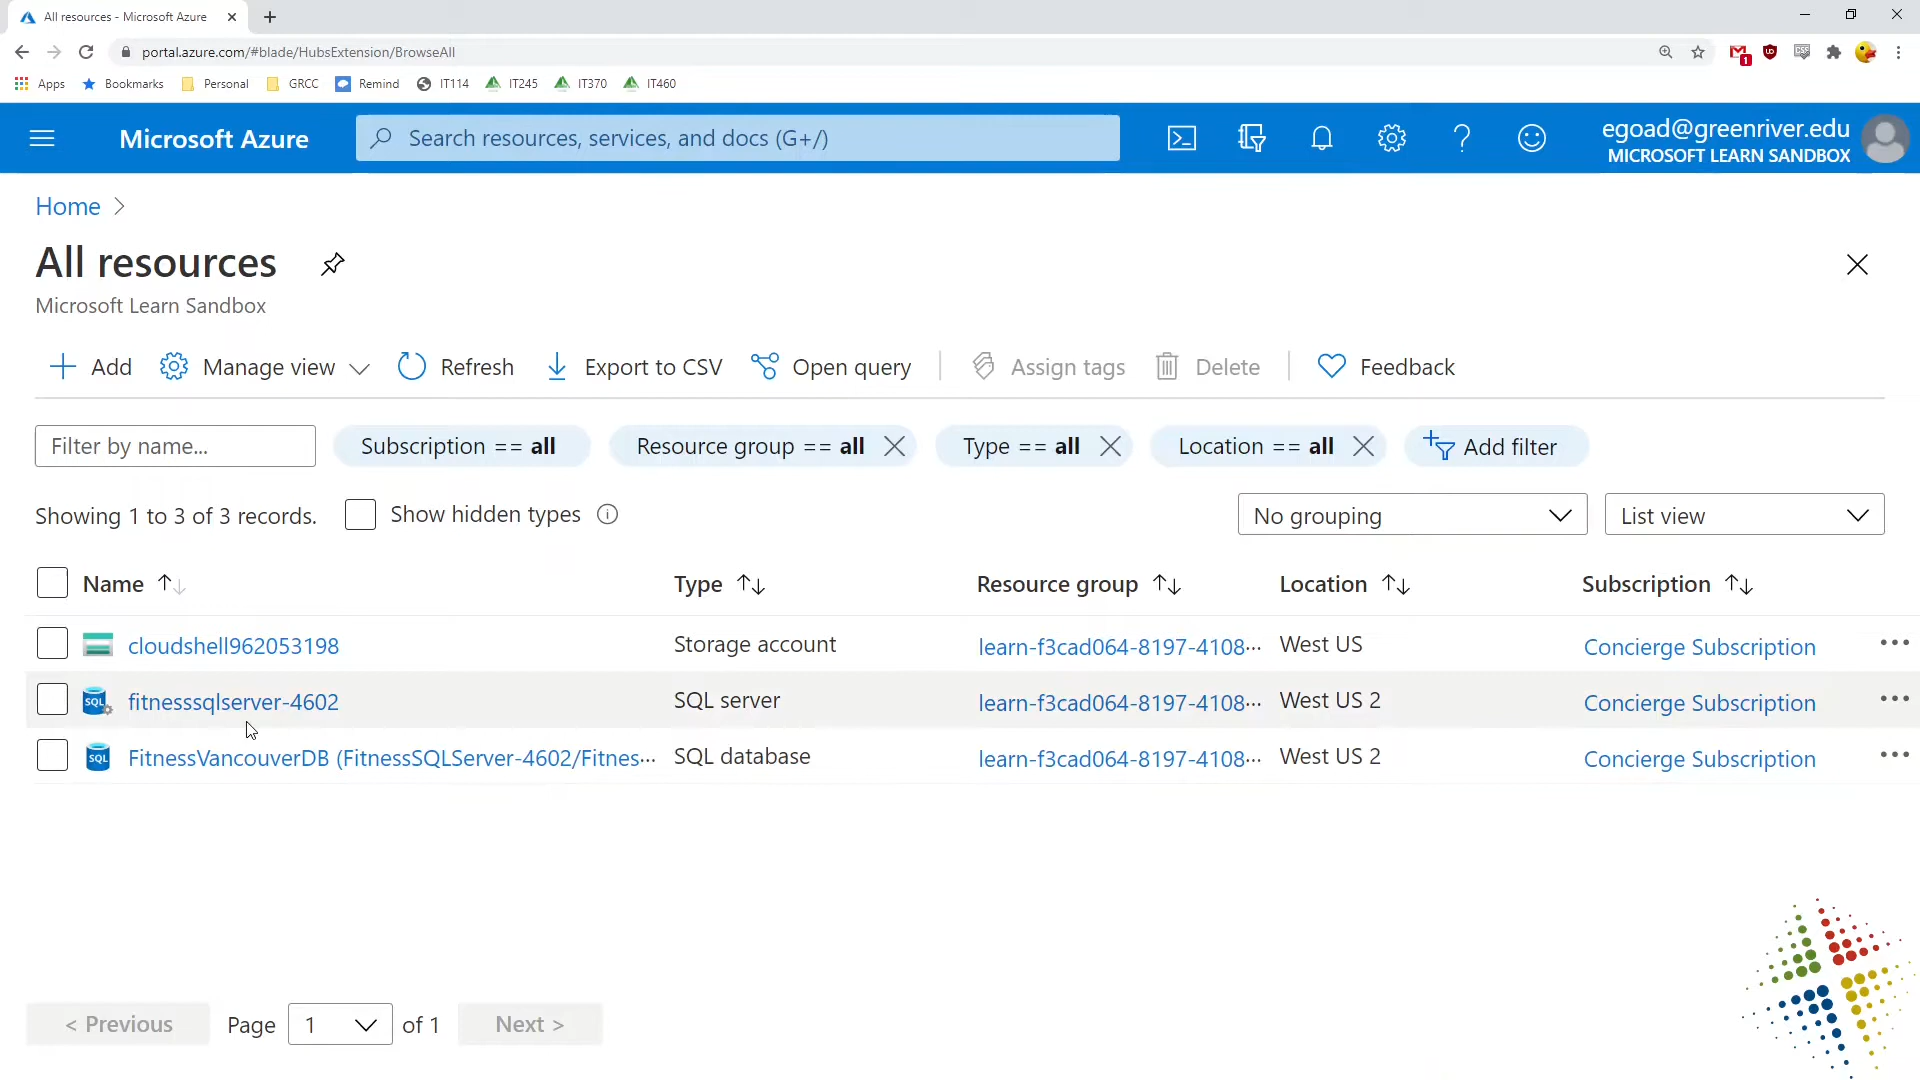 All resources - Microsoft Azure
portal.azure.com/#blade/HubsExtension/BrowseAll
1
Apps Bookmarks Personal GRCC Remind IT114 IT245 IT370 IT460
Microsoft Azure
Search resources, services, and docs (G+/)
egoad@greenriver.edu
MICROSOFT LEARN SANDBOX
Home >
All resources
Microsoft Learn Sandbox
Add Manage view Refresh Export to CSV Open query Assign tags Delete Feedback
Filter by name... Subscription == all Resource group == all Type == all Location == all Add filter
Showing 1 to 3 of 3 records. Show hidden types No grouping List view
Name Type Resource group Location Subscription
cloudshell962053198 Storage account learn-f3cad064-8197-4108··· West US Concierge Subscription
SQL fitnesssqlserver-4602 SQL server learn-f3cad064-8197-4108··· West US 2 Concierge Subscription
SQL FitnessVancouverDB (FitnessSQLServer-4602/Fitnes··· SQL database learn-f3cad064-8197-4108··· West US 2 Concierge Subscription
< Previous Page 1 of 1 Next >